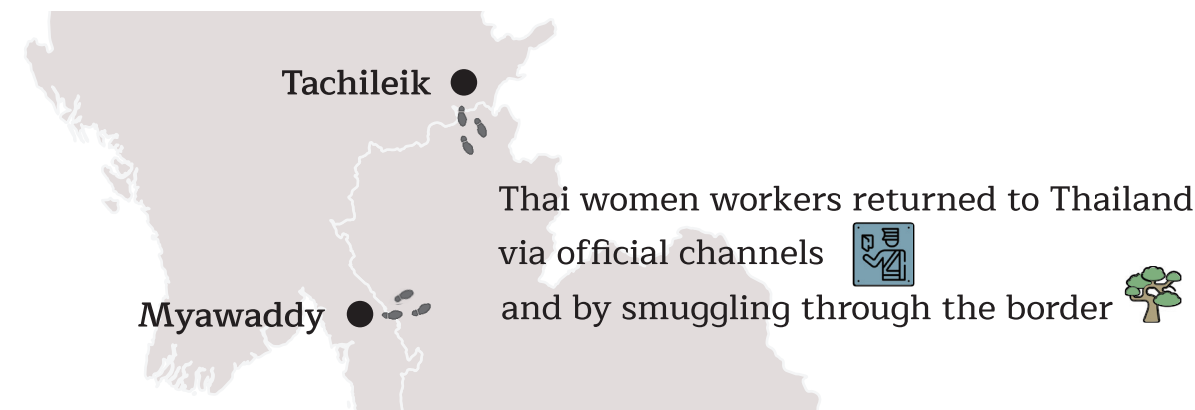 Tachileik
Thai women workers returned to Thailand
via official channels
and by smuggling through the border
Myawaddy